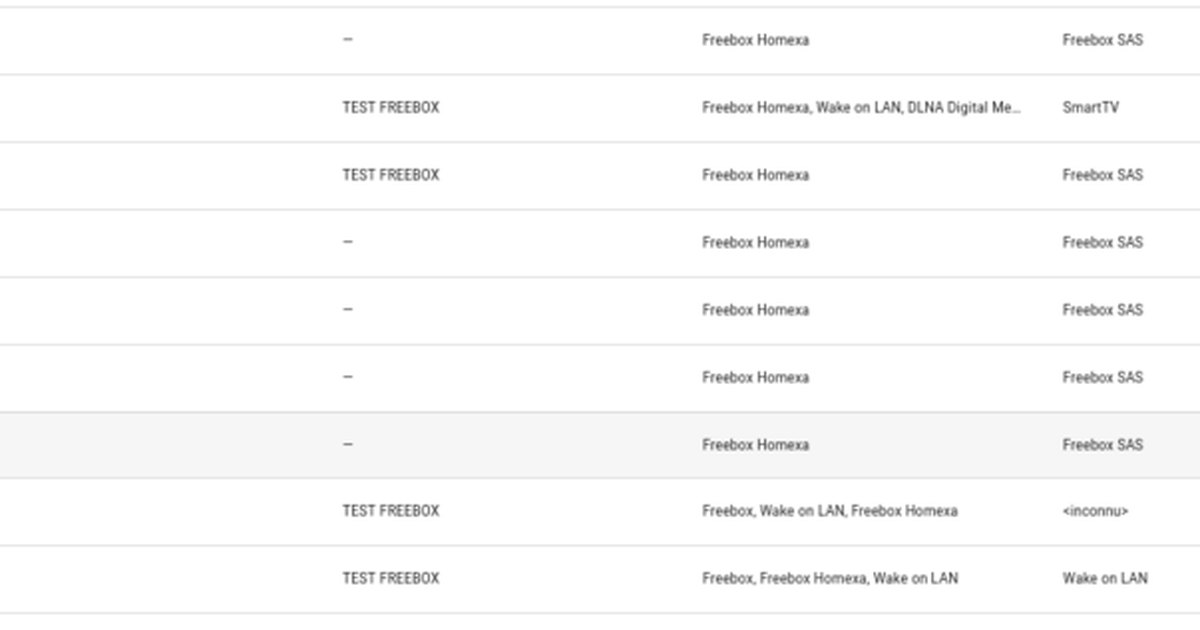 — Freebox Homexa Freebox SAS
TEST FREEBOX Freebox Homexa, Wake on LAN, DLNA Digital Me... SmartTV
TEST FREEBOX Freebox Homexa Freebox SAS
— Freebox Homexa Freebox SAS
— Freebox Homexa Freebox SAS
— Freebox Homexa Freebox SAS
— Freebox Homexa Freebox SAS
TEST FREEBOX Freebox, Wake on LAN, Freebox Homexa <inconnu>
TEST FREEBOX Freebox, Freebox Homexa, Wake on LAN Wake on LAN